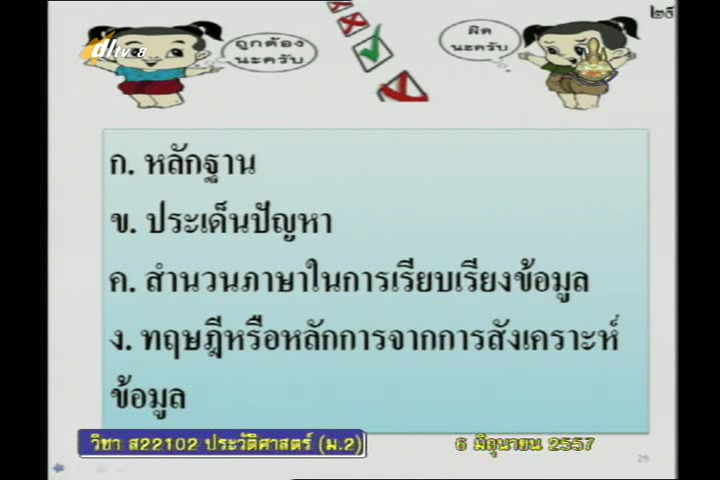 ๒๙
dltv 8
ถูกต้อง
นะครับ
ผิด
นะครับ
ก. หลักฐาน
ข. ประเด็นปัญหา
ค. สำนวนภาษาในการเรียบเรียงข้อมูล
ง. ทฤษฎีหรือหลักการจากการสังเคราะห์
ข้อมูล
วิชา ส22102 ประวัติศาสตร์ (ม.2)
6 มิถุนายน 2557
29